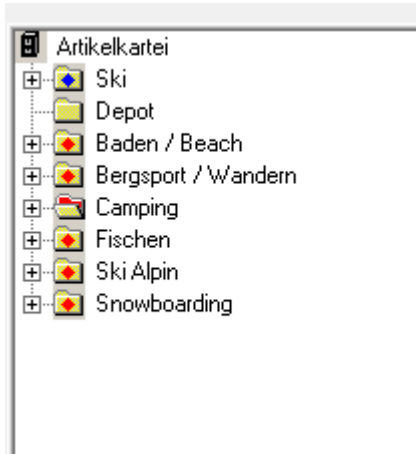 Artikelkartei
Ski
Depot
Baden / Beach
Bergsport / Wandern
Camping
Fischen
Ski Alpin
Snowboarding